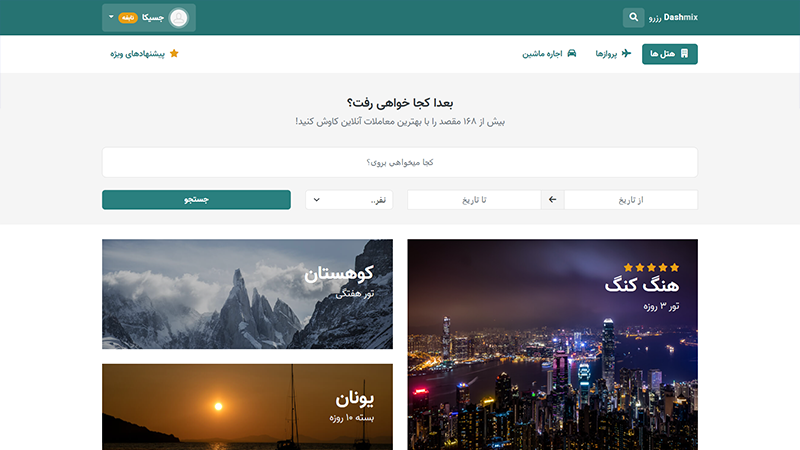 Dashmix رزرو
جسیکا نابغه
هتل ها
پروازها
اجاره ماشین
پیشنهادهای ویژه
بعدا کجا خواهی رفت؟
بیش از ۱۶۸ مقصد را با بهترین معاملات آنلاین کاوش کنید!
کجا میخواهی بروی؟
از تاریخ
تا تاریخ
نفر..
جستجو
هنگ کنگ
تور ۳ روزه
کوهستان
تور هفتگی
یونان
بسته ۱۰ روزه